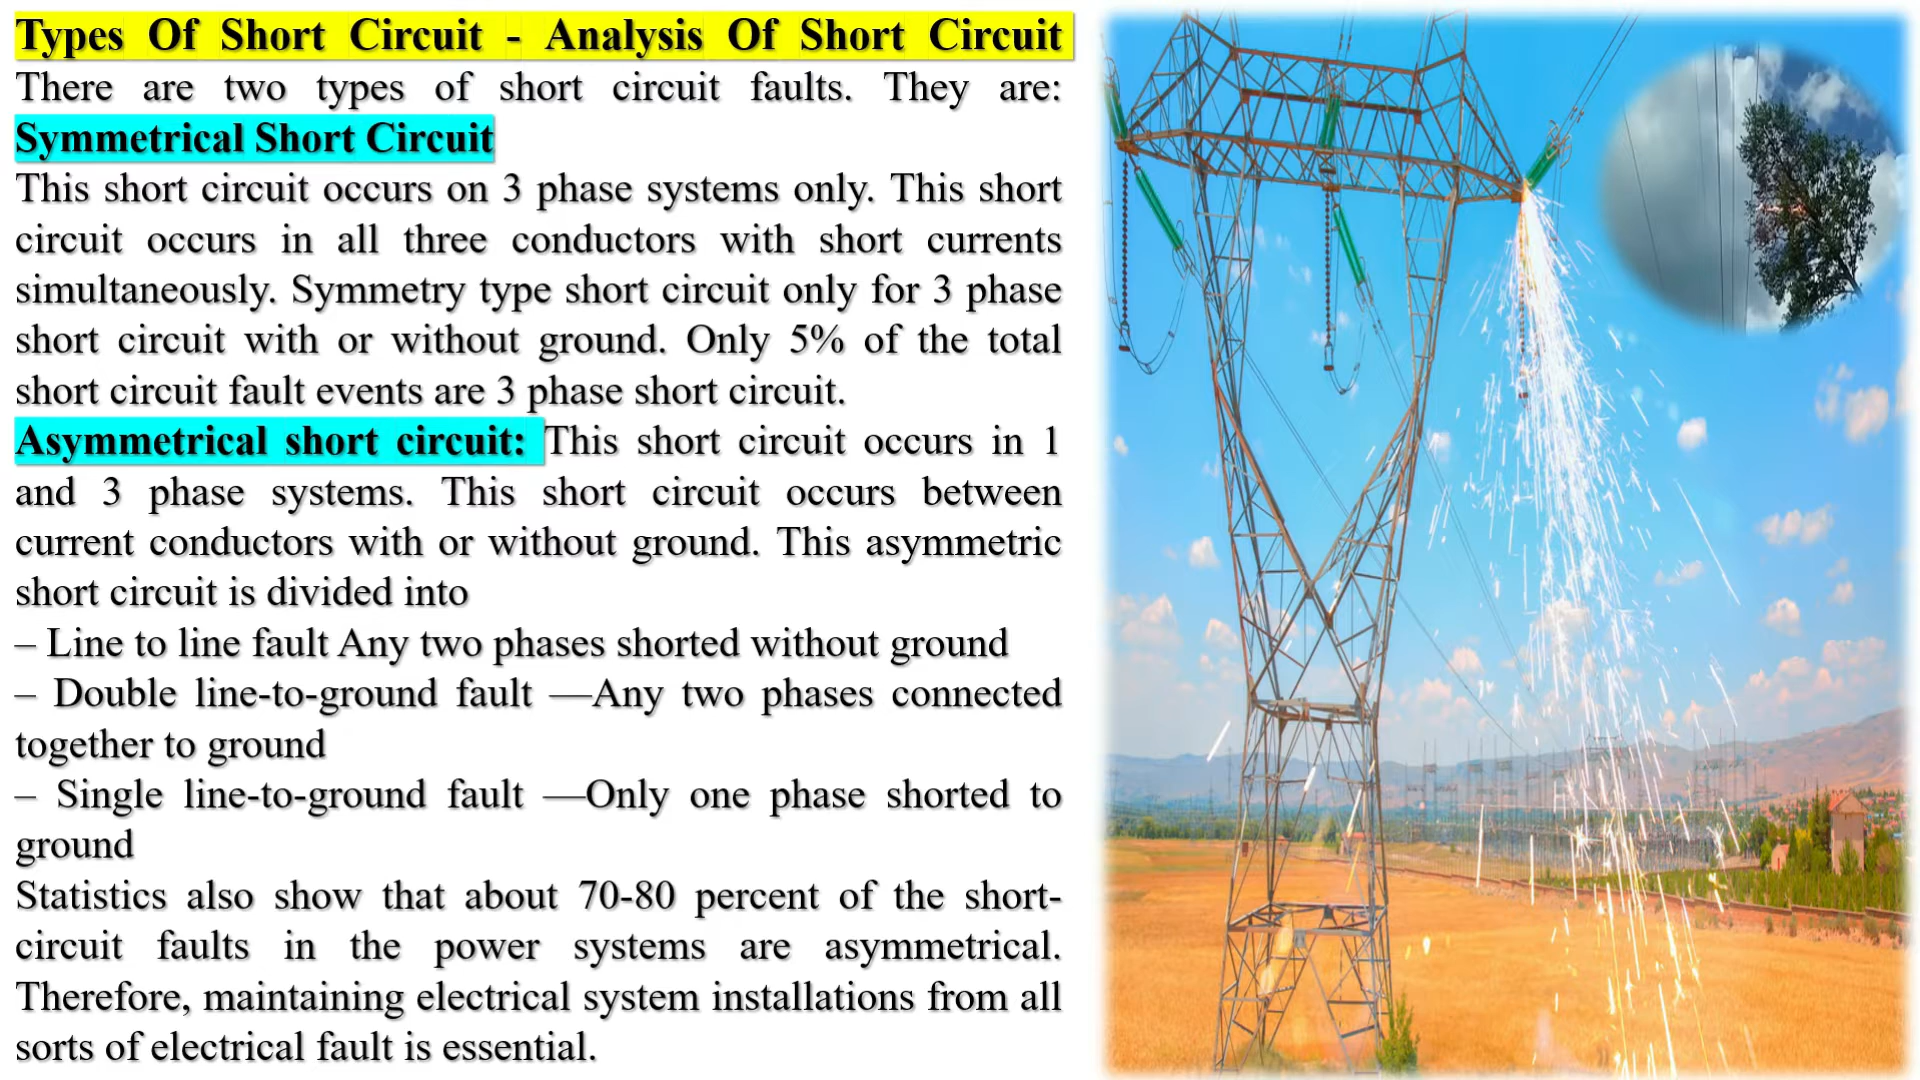 Types Of Short Circuit - Analysis Of Short Circuit
There are two types of short circuit faults. They are:
Symmetrical Short Circuit
This short circuit occurs on 3 phase systems only. This short
circuit occurs in all three conductors with short currents
simultaneously. Symmetry type short circuit only for 3 phase
short circuit with or without ground. Only 5% of the total
short circuit fault events are 3 phase short circuit.
Asymmetrical short circuit: This short circuit occurs in 1
and 3 phase systems. This short circuit occurs between
current conductors with or without ground. This asymmetric
short circuit is divided into
– Line to line fault Any two phases shorted without ground
– Double line-to-ground fault —Any two phases connected
together to ground
– Single line-to-ground fault —Only one phase shorted to
ground
Statistics also show that about 70-80 percent of the short-
circuit faults in the power systems are asymmetrical.
Therefore, maintaining electrical system installations from all
sorts of electrical fault is essential.